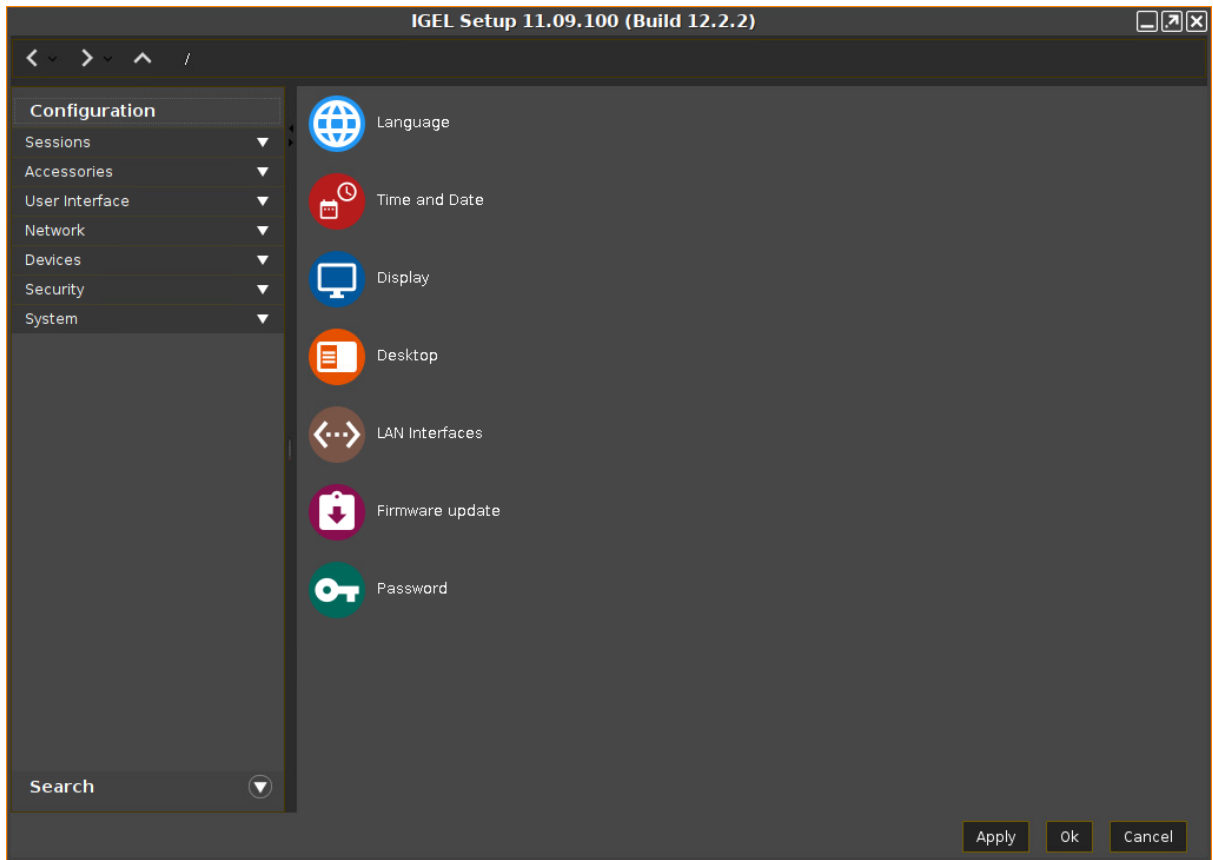 IGEL Setup 11.09.100 (Build 12.2.2)
/
Configuration
Sessions
Accessories
User Interface
Network
Devices
Security
System
Search
Language
Time and Date
Display
Desktop
LAN Interfaces
Firmware update
Password
Apply
Ok
Cancel